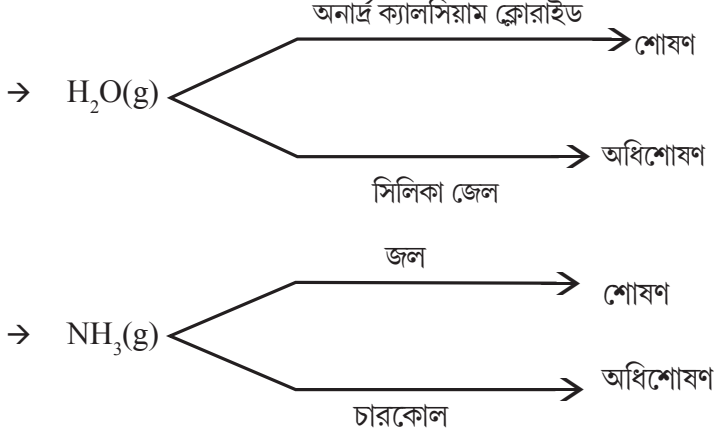 অনার্দ্র ক্যালসিয়াম ক্লোরাইড
শোষণ
→ H₂O(g)
অধিশোষণ
সিলিকা জেল
জল
শোষণ
→ NH₃(g)
অধিশোষণ
চারকোল